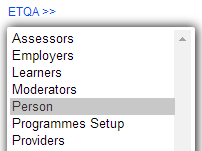 ETQA >>
Assessors
Employers
Learners
Moderators
Person
Programmes Setup
Providers